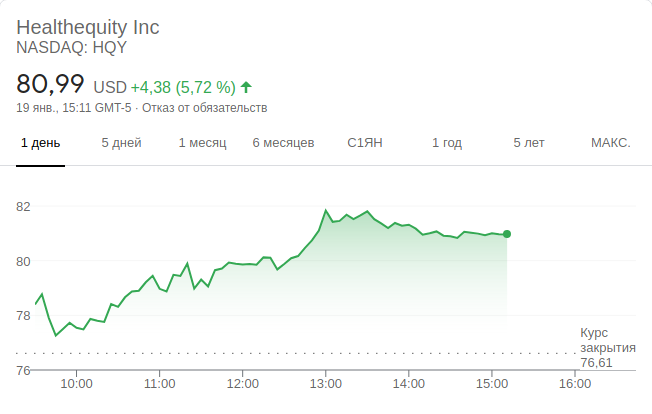 Healthequity Inc
NASDAQ: HQY
80,99 USD +4,38 (5,72 %)
19 янв., 15:11 GMT-5 · Отказ от обязательств
1 день 5 дней 1 месяц 6 месяцев С1ЯН 1 год 5 лет МАКС.
82
80
78
76
Курс
закрытия
76,61
10:00 11:00 12:00 13:00 14:00 15:00 16:00